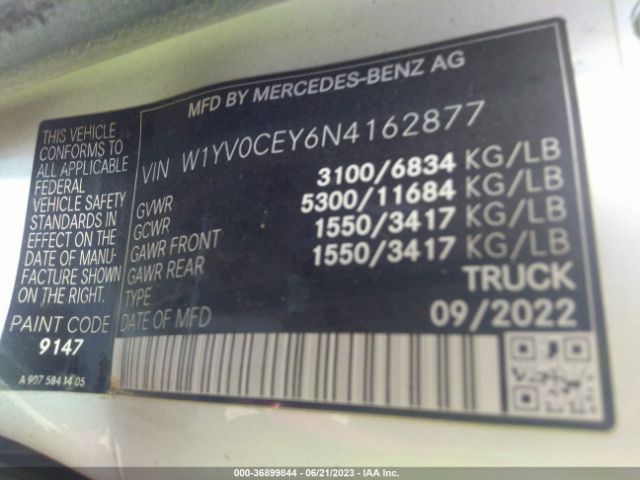 MFD BY MERCEDES-BENZ AG
THIS VEHICLE
CONFORMS TO
ALL APPLICABLE
FEDERAL
VEHICLE SAFETY
STANDARDS IN
EFFECT ON THE
DATE OF MANU-
FACTURE SHOWN
ON THE RIGHT.
PAINT CODE
9147
A 907 584 14 05
VIN W1YV0CEY6N4162877
GVWR 3100/6834 KG/LB
GCWR 5300/11684 KG/LB
GAWR FRONT 1550/3417 KG/LB
GAWR REAR 1550/3417 KG/LB
TYPE TRUCK
DATE OF MFD 09/2022
000-36899844 - 06/21/2023 - IAA Inc.